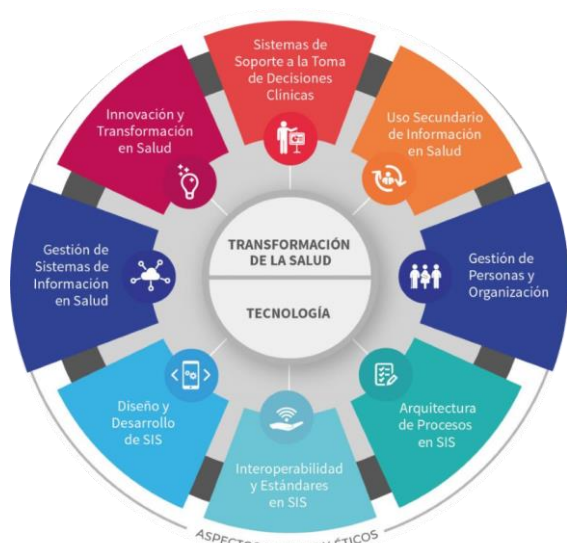 Sistemas de
Soporte a la Toma
de Decisiones
Clínicas
Uso Secundario
de Información
en Salud
Gestión de
Personas y
Organización
Arquitectura
de Procesos
en SIS
Interoperabilidad
y Estándares
en SIS
Diseño y
Desarrollo
de SIS
Gestión de
Sistemas de
Información
en Salud
Innovación y
Transformación
en Salud
TRANSFORMACIÓN
DE LA SALUD
TECNOLOGÍA
ASPECTOS